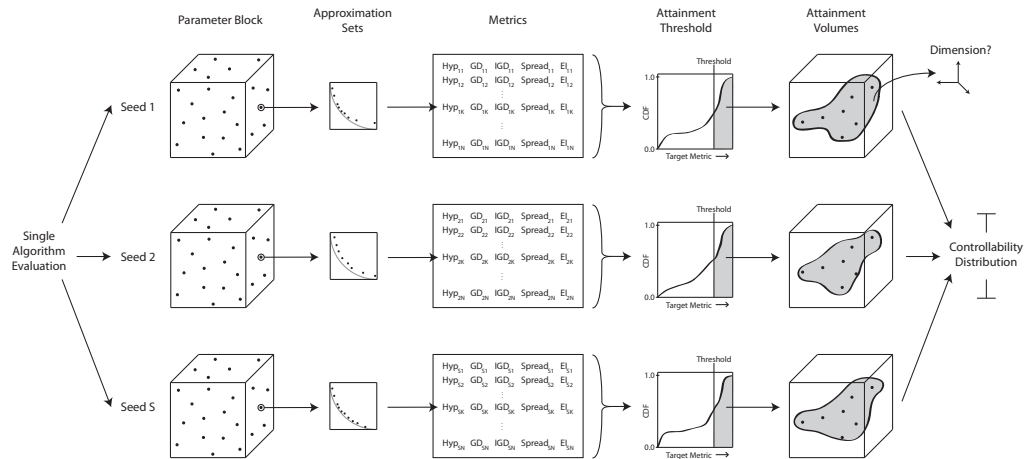 Parameter Block
Approximation
Sets
Metrics
Attainment
Threshold
Attainment
Volumes
Dimension?
Single
Algorithm
Evaluation
Seed 1
Hyp11 GD11 IGD11 Spread11 EI11
Hyp12 GD12 IGD12 Spread12 EI12
⋮
Hyp1K GD1K IGD1K Spread1K EI1K
⋮
Hyp1N GD1N IGD1N Spread1N EI1N
Threshold
1.0
CDF
0.0
Target Metric
Seed 2
Hyp21 GD21 IGD21 Spread21 EI21
Hyp22 GD22 IGD22 Spread22 EI22
⋮
Hyp2K GD2K IGD2K Spread2K EI2K
⋮
Hyp2N GD2N IGD2N Spread2N EI2N
Threshold
1.0
CDF
0.0
Target Metric
Controllability
Distribution
Seed S
HypS1 GDS1 IGDS1 SpreadS1 EIS1
HypS2 GDS2 IGDS2 SpreadS2 EIS2
⋮
HypSK GDSK IGDSK SpreadSK EISK
⋮
HypSN GDSN IGDSN SpreadSN EISN
Threshold
1.0
CDF
0.0
Target Metric